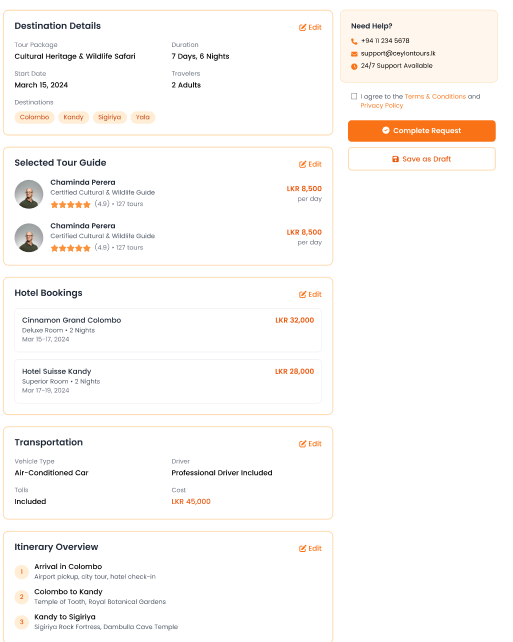 Destination Details
Edit
Tour Package
Duration
Cultural Heritage & Wildlife Safari
7 Days, 6 Nights
Start Date
Travelers
March 15, 2024
2 Adults
Destinations
Colombo
Kandy
Sigiriya
Yala
Selected Tour Guide
Edit
Chaminda Perera
Certified Cultural & Wildlife Guide
(4.9) • 127 tours
LKR 8,500
per day
Chaminda Perera
Certified Cultural & Wildlife Guide
(4.9) • 127 tours
LKR 8,500
per day
Hotel Bookings
Edit
Cinnamon Grand Colombo
LKR 32,000
Deluxe Room • 2 Nights
Mar 15-17, 2024
Hotel Suisse Kandy
LKR 28,000
Superior Room • 2 Nights
Mar 17-19, 2024
Transportation
Edit
Vehicle Type
Driver
Air-Conditioned Car
Professional Driver Included
Tolls
Cost
Included
LKR 45,000
Itinerary Overview
Edit
1
Arrival in Colombo
Airport pickup, city tour, hotel check-in
2
Colombo to Kandy
Temple of Tooth, Royal Botanical Gardens
3
Kandy to Sigiriya
Sigiriya Rock Fortress, Dambulla Cave Temple
Need Help?
+94 11 234 5678
support@ceylontours.lk
24/7 Support Available
I agree to the Terms & Conditions and
Privacy Policy
Complete Request
Save as Draft